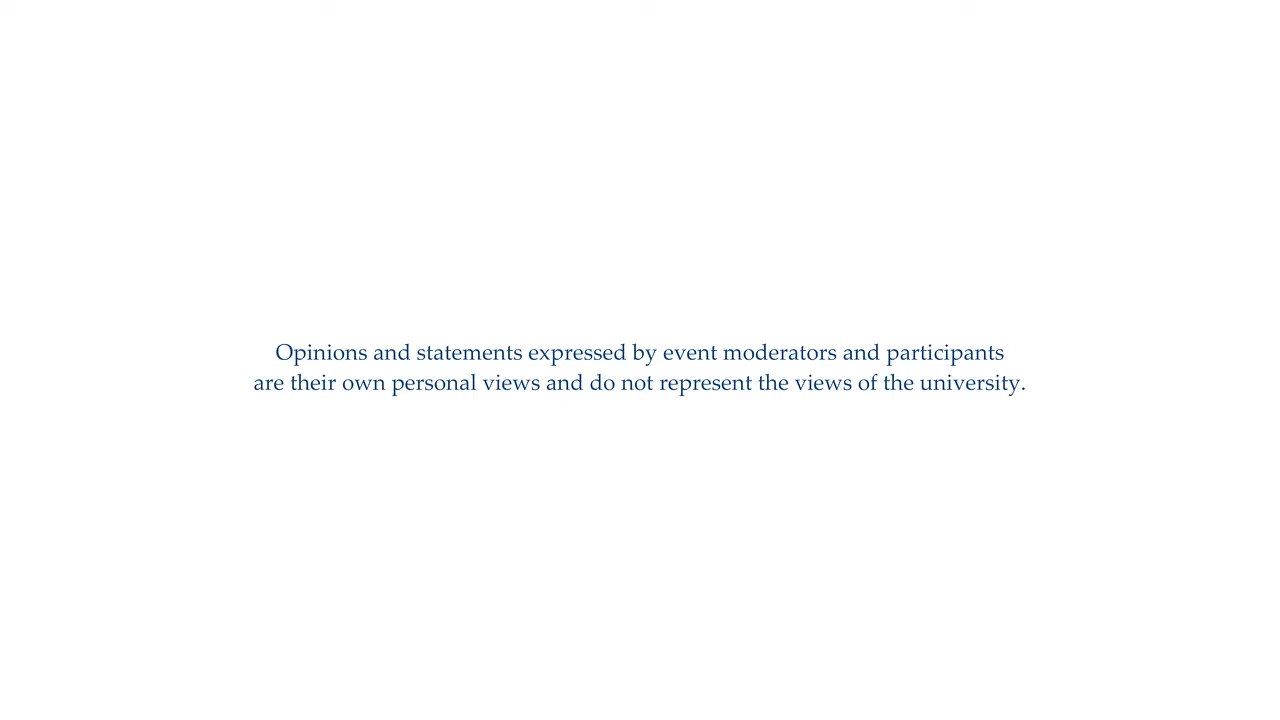 Opinions and statements expressed by event moderators and participants
are their own personal views and do not represent the views of the university.